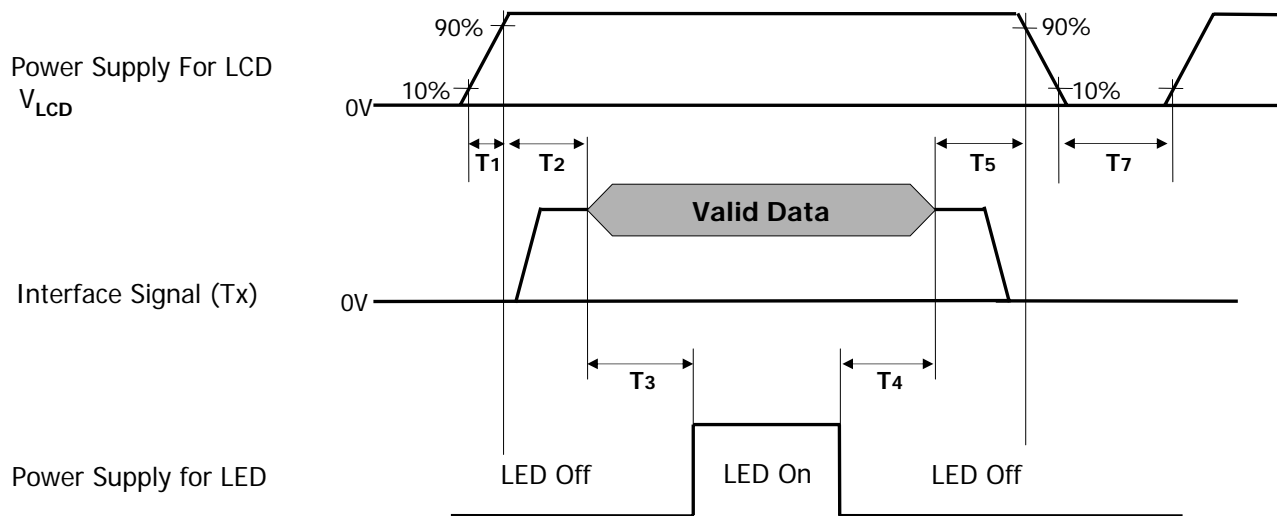 90%
90%
Power Supply For LCD
VLCD
10%
10%
0V
T1
T2
T5
T7
Valid Data
Interface Signal (Tx)
0V
T3
T4
Power Supply for LED
LED Off
LED On
LED Off